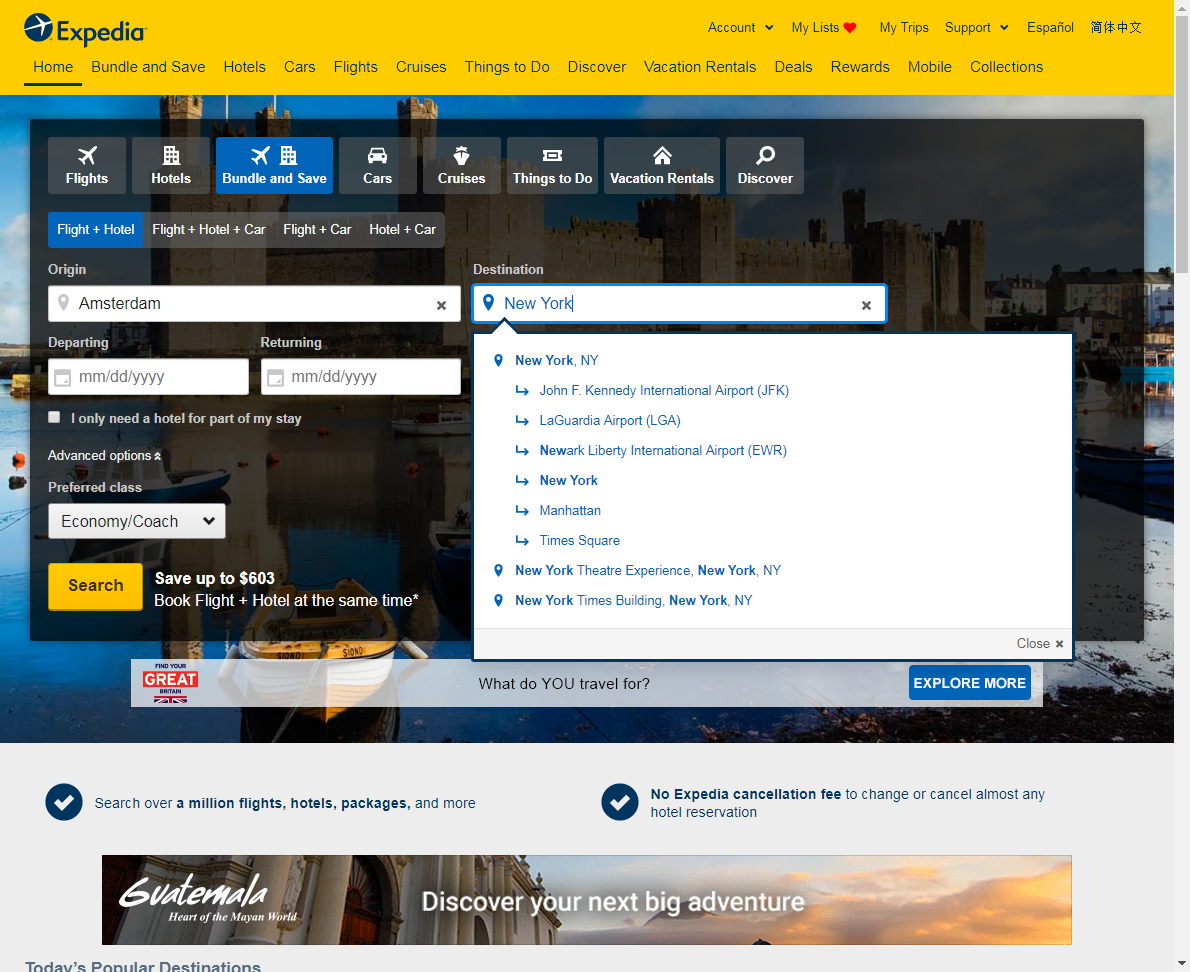 Expedia
Account
My Lists
My Trips
Support
Español
简体中文
Home
Bundle and Save
Hotels
Cars
Flights
Cruises
Things to Do
Discover
Vacation Rentals
Deals
Rewards
Mobile
Collections
Flights
Hotels
Bundle and Save
Cars
Cruises
Things to Do
Vacation Rentals
Discover
Flight + Hotel
Flight + Hotel + Car
Flight + Car
Hotel + Car
Origin
Amsterdam
Destination
New York
Departing
mm/dd/yyyy
Returning
mm/dd/yyyy
I only need a hotel for part of my stay
Advanced options
Preferred class
Economy/Coach
Search
Save up to $603
Book Flight + Hotel at the same time*
New York, NY
John F. Kennedy International Airport (JFK)
LaGuardia Airport (LGA)
Newark Liberty International Airport (EWR)
New York
Manhattan
Times Square
New York Theatre Experience, New York, NY
New York Times Building, New York, NY
Close
SIONDI
SIONDI
FIND YOUR
GREAT
BRITAIN
What do YOU travel for?
EXPLORE MORE
Search over a million flights, hotels, packages, and more
No Expedia cancellation fee to change or cancel almost any
hotel reservation
Guatemala
Heart of the Mayan World
Discover your next big adventure
Today's Popular Destinations